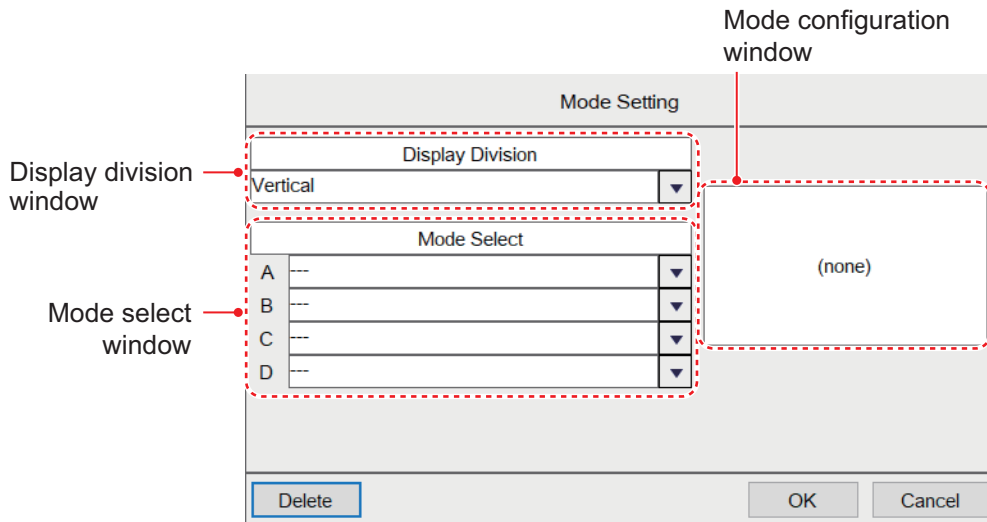 Mode configuration
window
Mode Setting
Display division
window
Display Division
Vertical
Mode select
window
Mode Select
A ---
B ---
C ---
D ---
(none)
Delete
OK
Cancel